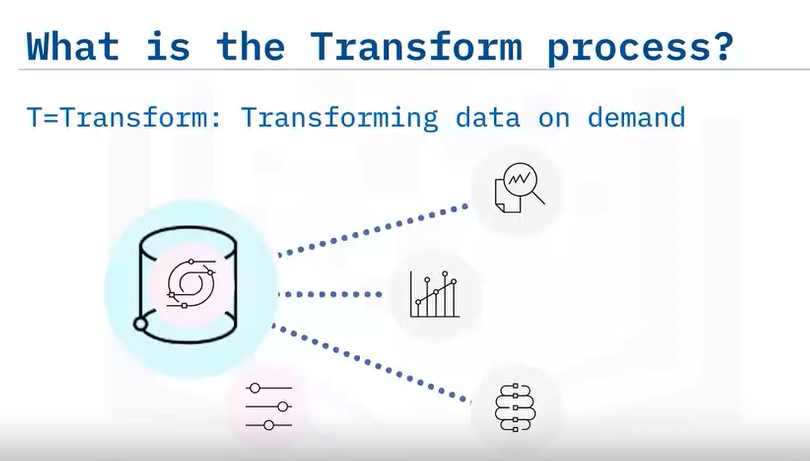 What is the Transform process?
T=Transform: Transforming data on demand